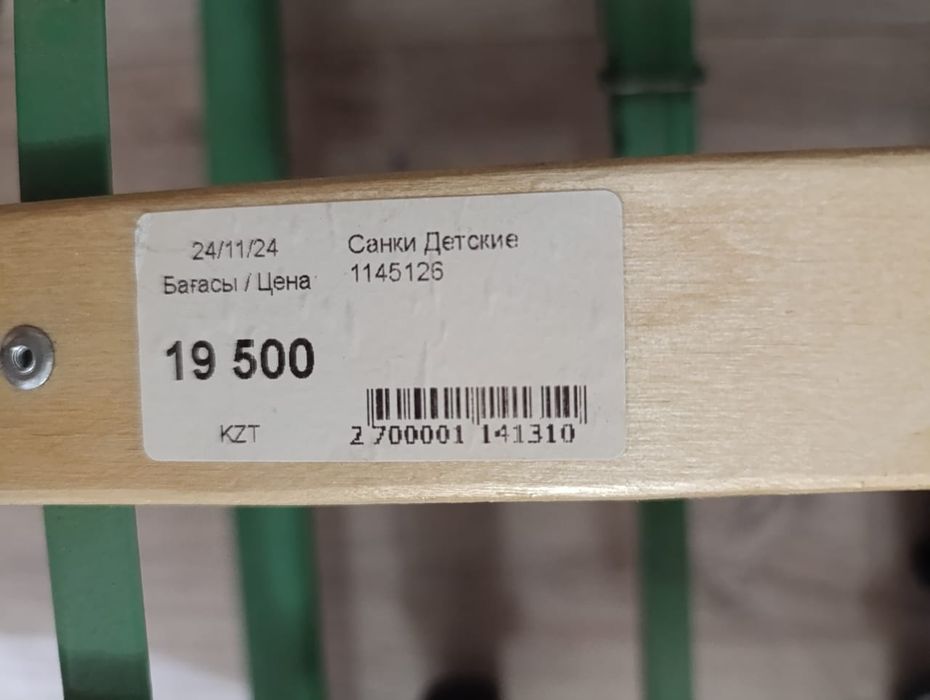 24/11/24
Бағасы / Цена
19 500
KZT
Санки Детские
1145126
2 700001 141310